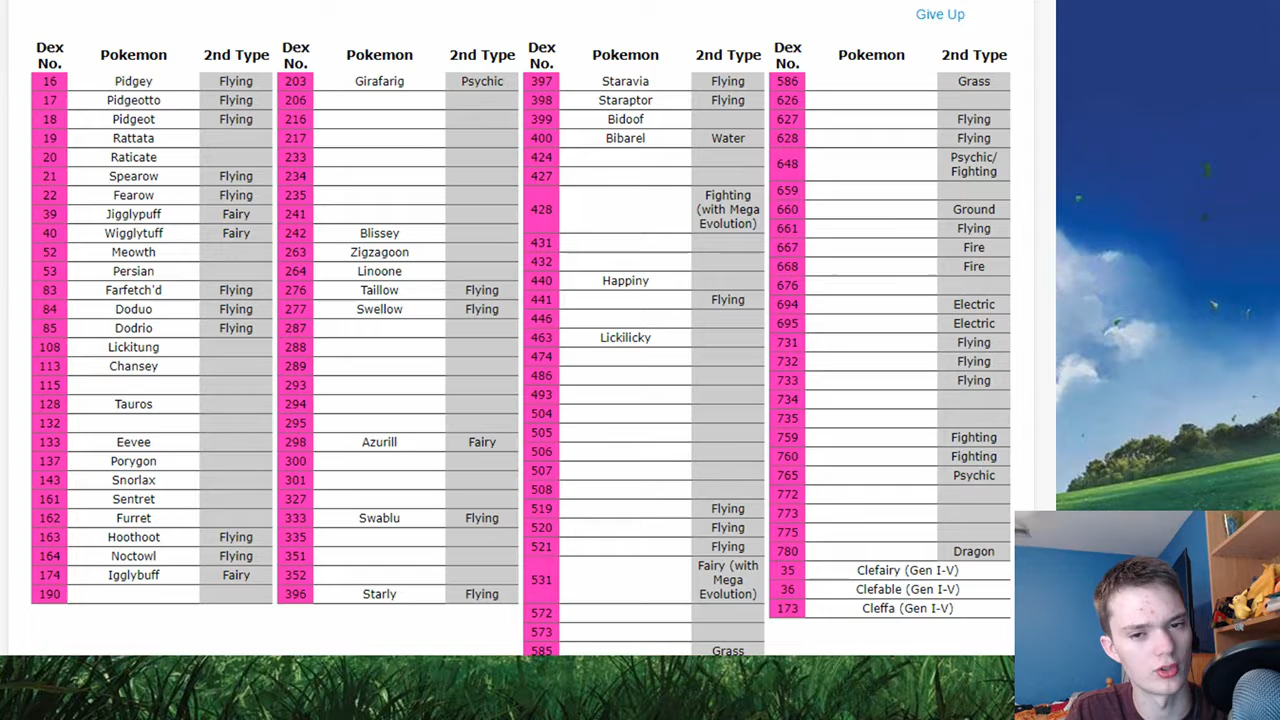 Give Up
Dex No. Pokemon 2nd Type
16 Pidgey Flying
17 Pidgeotto Flying
18 Pidgeot Flying
19 Rattata
20 Raticate
21 Spearow Flying
22 Fearow Flying
39 Jigglypuff Fairy
40 Wigglytuff Fairy
52 Meowth
53 Persian
83 Farfetch'd Flying
84 Doduo Flying
85 Dodrio Flying
108 Lickitung
113 Chansey
115
128 Tauros
132
133 Eevee
137 Porygon
143 Snorlax
161 Sentret
162 Furret
163 Hoothoot Flying
164 Noctowl Flying
174 Igglybuff Fairy
190
Dex No. Pokemon 2nd Type
203 Girafarig Psychic
206
216
217
233
234
235
241
242 Blissey
263 Zigzagoon
264 Linoone
276 Taillow Flying
277 Swellow Flying
287
288
289
293
294
295
298 Azurill Fairy
300
301
327
333 Swablu Flying
335
351
352
396 Starly Flying
Dex No. Pokemon 2nd Type
397 Staravia Flying
398 Staraptor Flying
399 Bidoof
400 Bibarel Water
424
427
428 Fighting (with Mega Evolution)
431
432
440 Happiny
441 Flying
446
463 Lickilicky
474
486
493
504
505
506
507
508
519 Flying
520 Flying
521 Flying
531 Fairy (with Mega Evolution)
572
573
585 Grass
Dex No. Pokemon 2nd Type
586 Grass
626
627 Flying
628 Flying
648 Psychic/ Fighting
659
660 Ground
661 Flying
667 Fire
668 Fire
676
694 Electric
695 Electric
731 Flying
732 Flying
733 Flying
734
735
759 Fighting
760 Fighting
765 Psychic
772
773
775
780 Dragon
35 Clefairy (Gen I-V)
36 Clefable (Gen I-V)
173 Cleffa (Gen I-V)